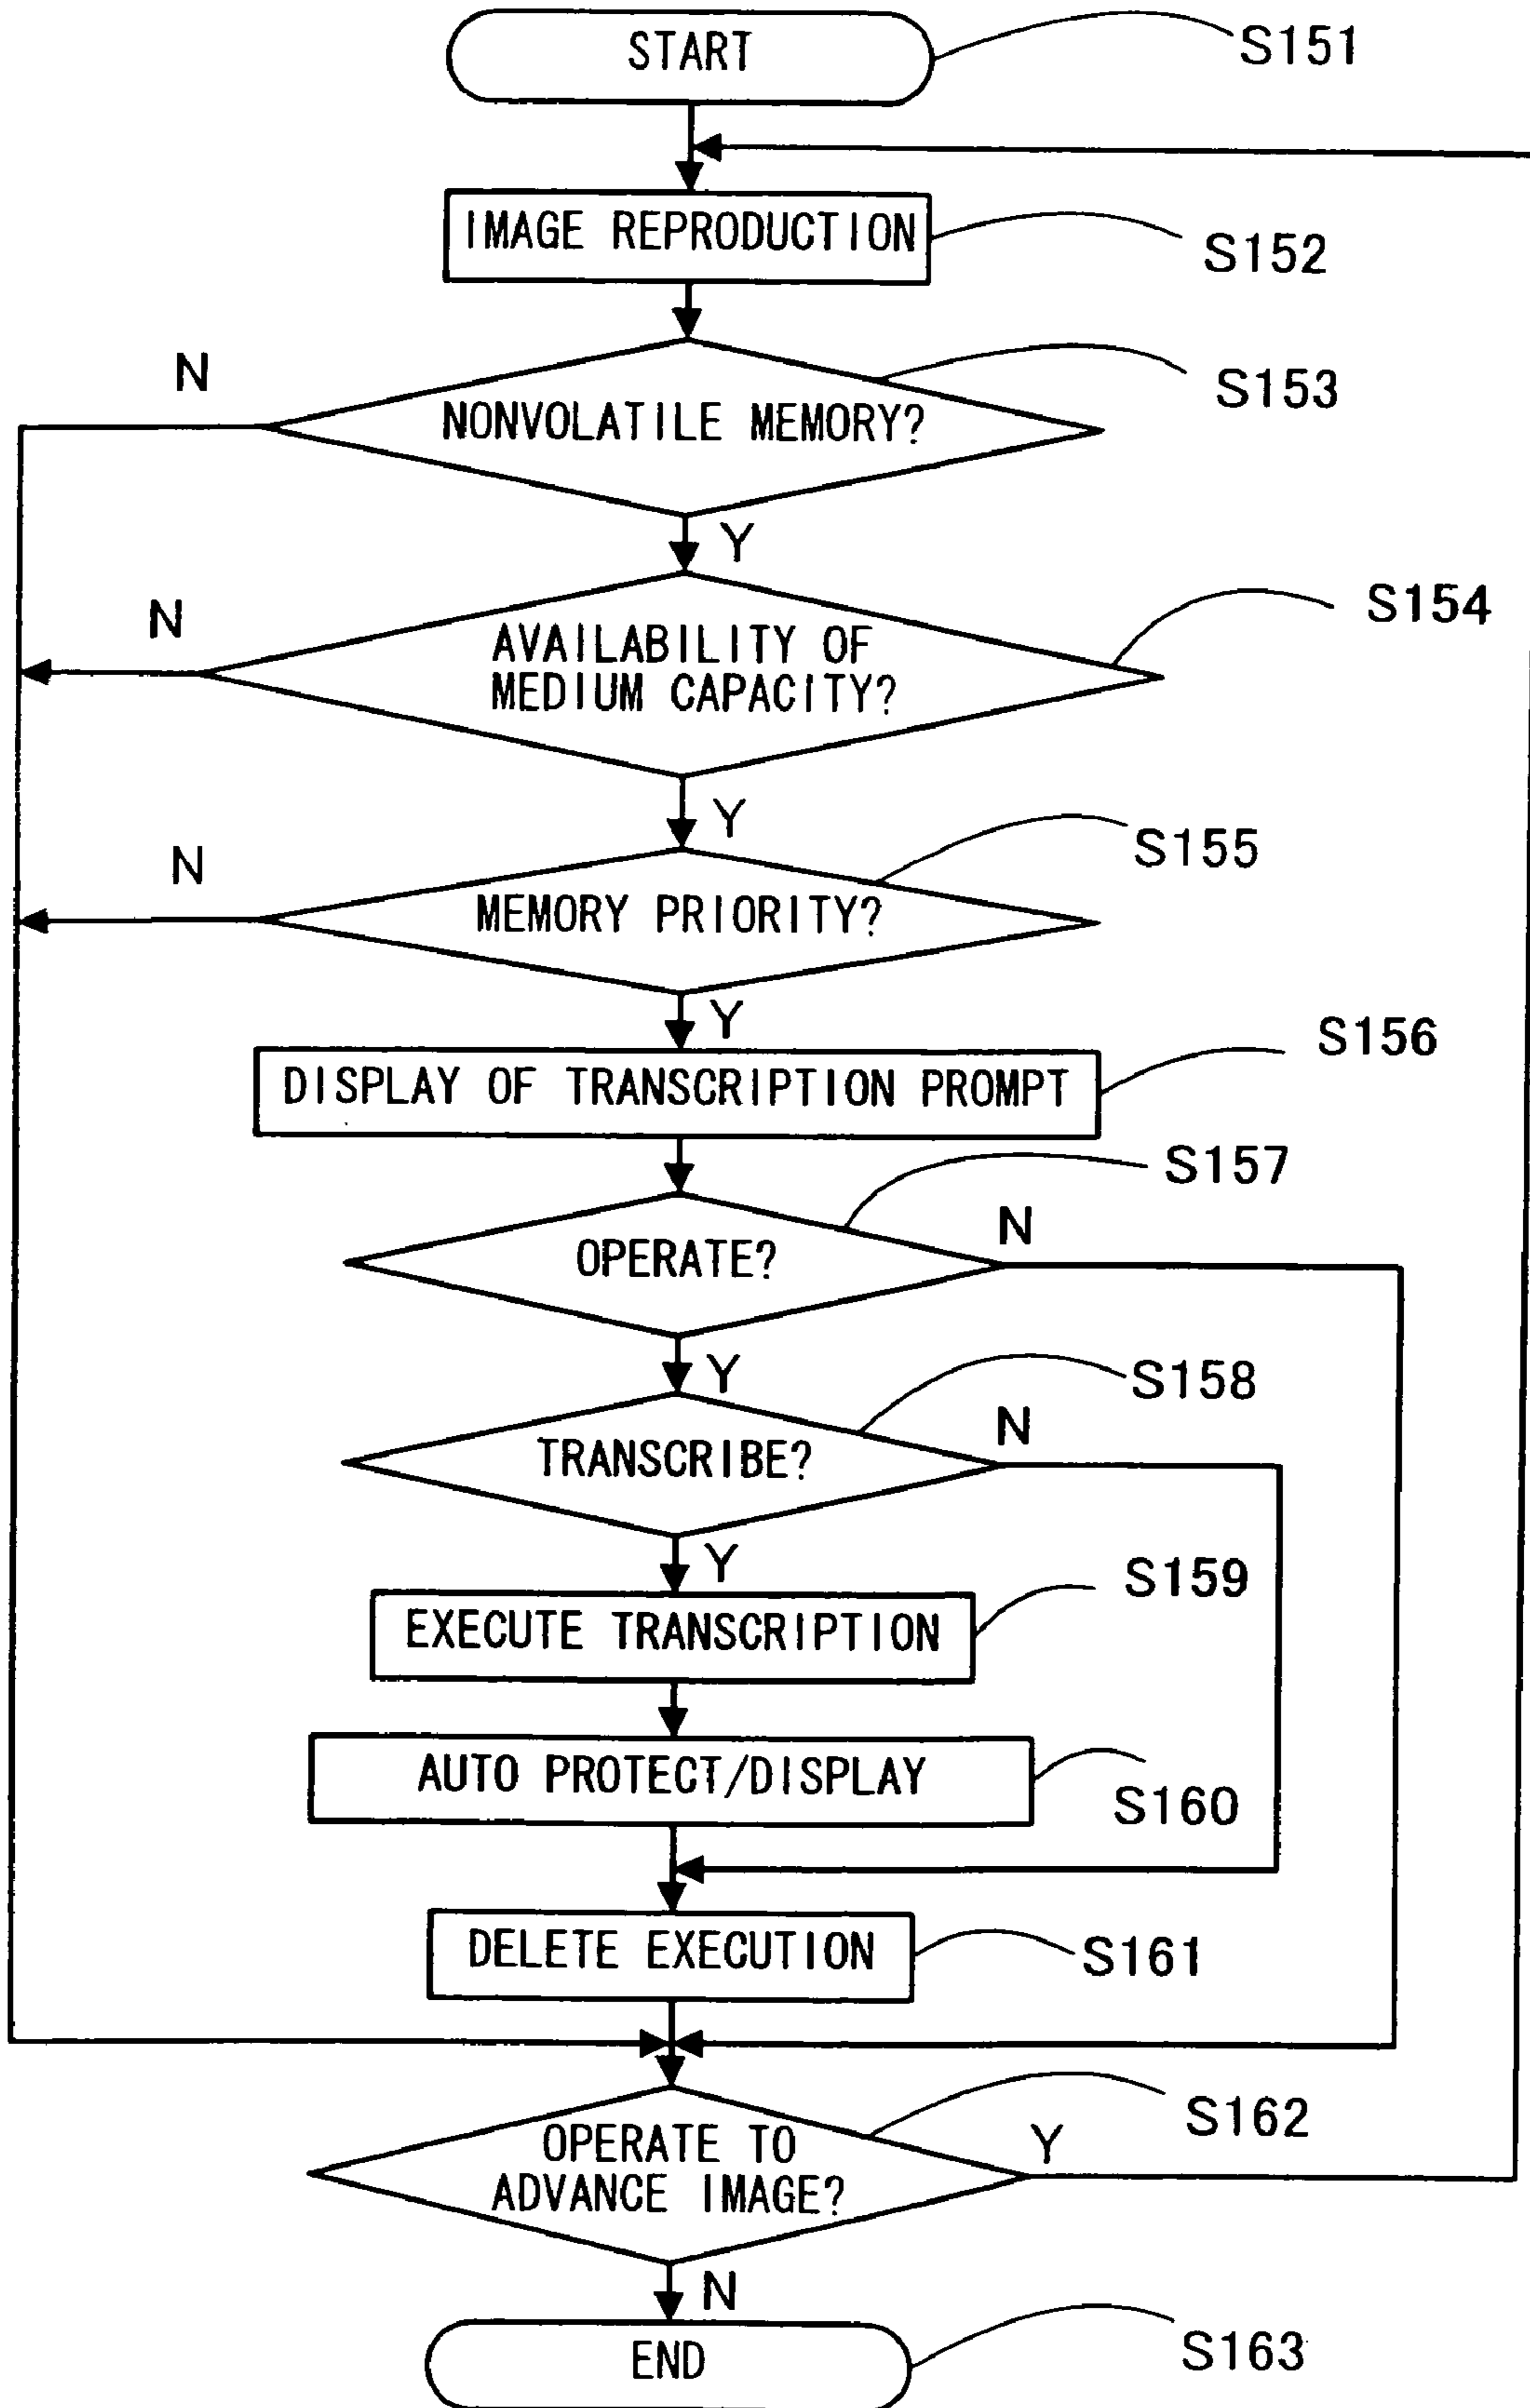 START
S151
IMAGE REPRODUCTION
S152
N
S153
NONVOLATILE MEMORY?
Y
S154
N
AVAILABILITY OF
MEDIUM CAPACITY?
Y
S155
N
MEMORY PRIORITY?
Y
S156
DISPLAY OF TRANSCRIPTION PROMPT
S157
N
OPERATE?
Y
S158
N
TRANSCRIBE?
Y
S159
EXECUTE TRANSCRIPTION
AUTO PROTECT/DISPLAY
S160
DELETE EXECUTION
S161
S162
Y
OPERATE TO
ADVANCE IMAGE?
N
END
S163